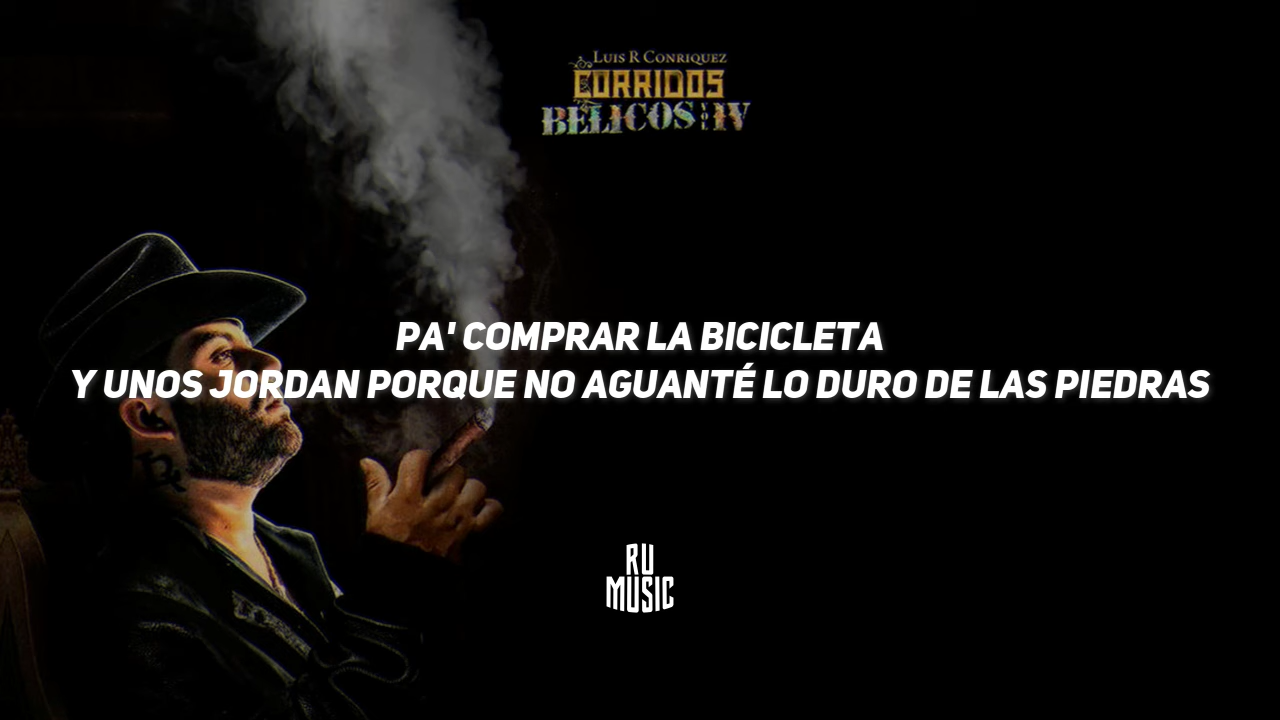 LUIS R CONRIQUEZ
CORRIDOS
BÉLICOS VOL IV
PA' COMPRAR LA BICICLETA
Y UNOS JORDAN PORQUE NO AGUANTÉ LO DURO DE LAS PIEDRAS
RU
MUSIC